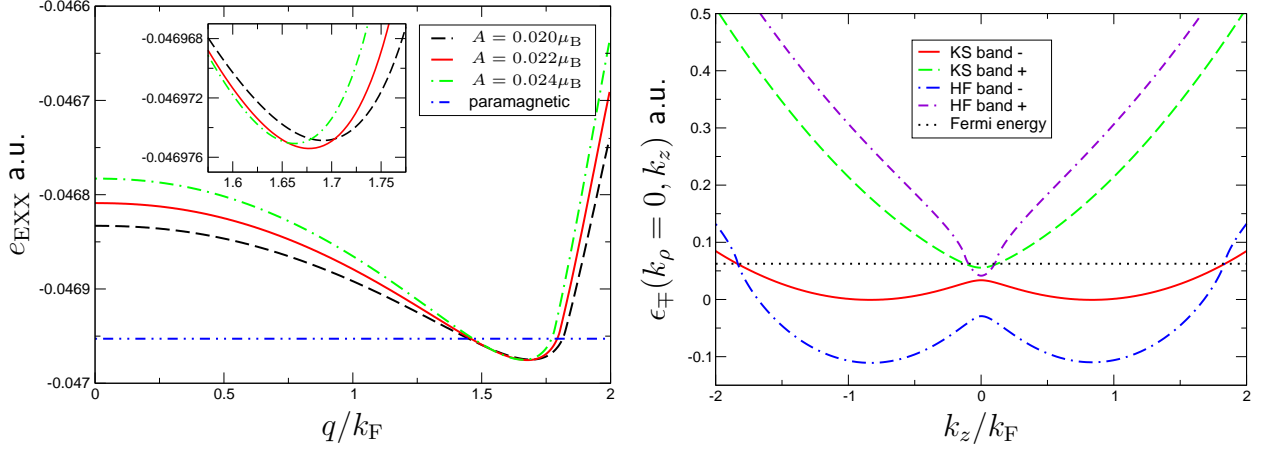 -0.0466
-0.0467
-0.0468
-0.0469
-0.047
e_EXX a.u.
0
0.5
1
1.5
2
q/k_F
-0.046968
-0.046972
-0.046976
1.6
1.65
1.7
1.75
A = 0.020μ_B
A = 0.022μ_B
A = 0.024μ_B
paramagnetic
0.5
0.4
0.3
0.2
0.1
0
-0.1
ϵ_∓(k_ρ = 0, k_z) a.u.
-2
-1
0
1
2
k_z/k_F
KS band -
KS band +
HF band -
HF band +
Fermi energy